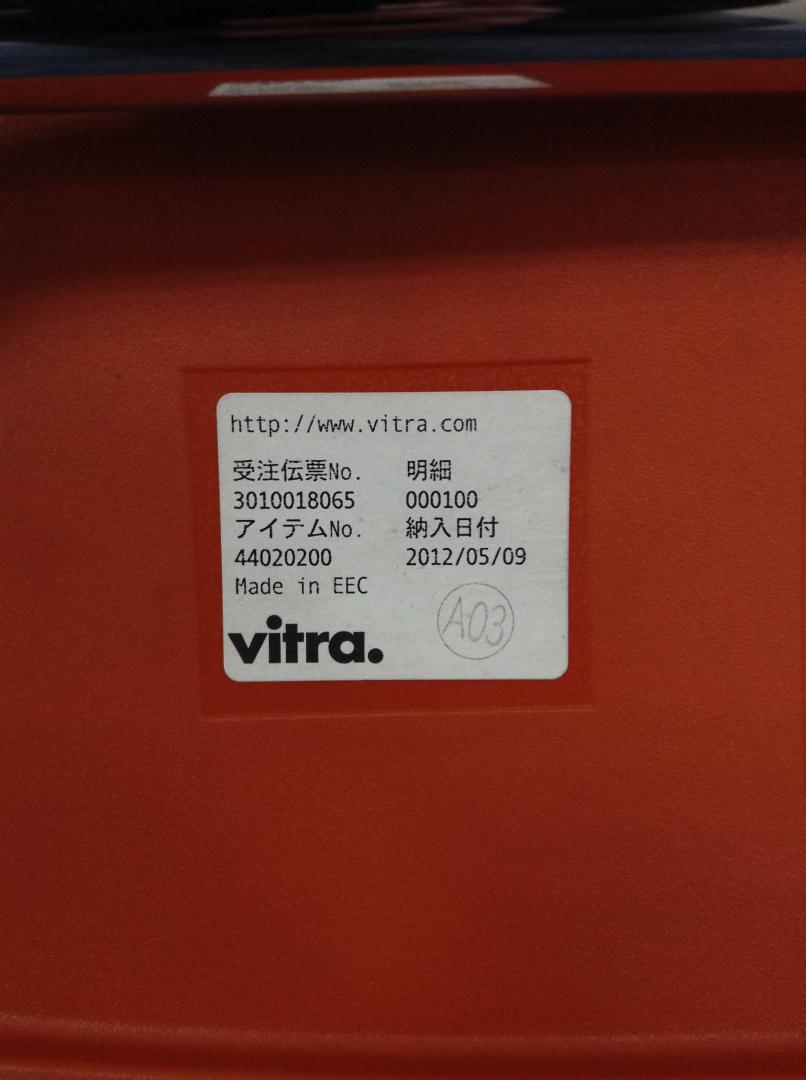 http://www.vitra.com
受注伝票No. 明細
3010018065 000100
アイテムNo. 納入日付
44020200 2012/05/09
Made in EEC
A03
vitra.